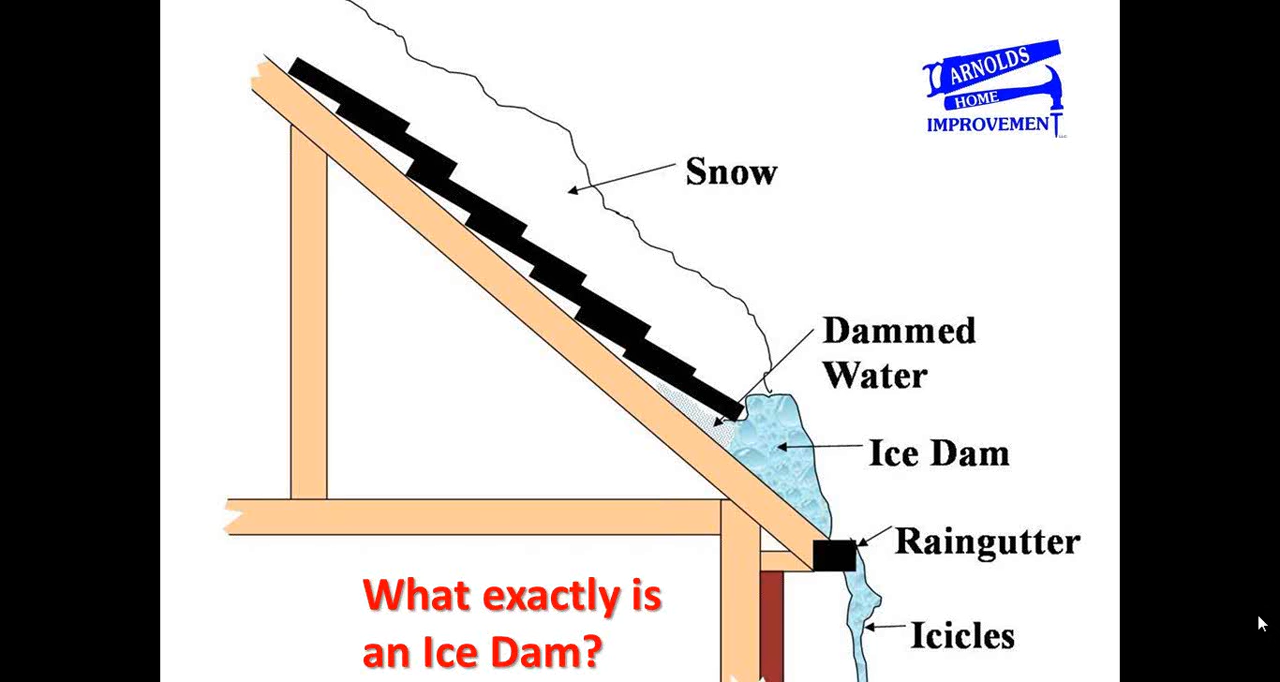 ARNOLDS
HOME
IMPROVEMENT
Snow
Dammed
Water
Ice Dam
Raingutter
Icicles
What exactly is
an Ice Dam?